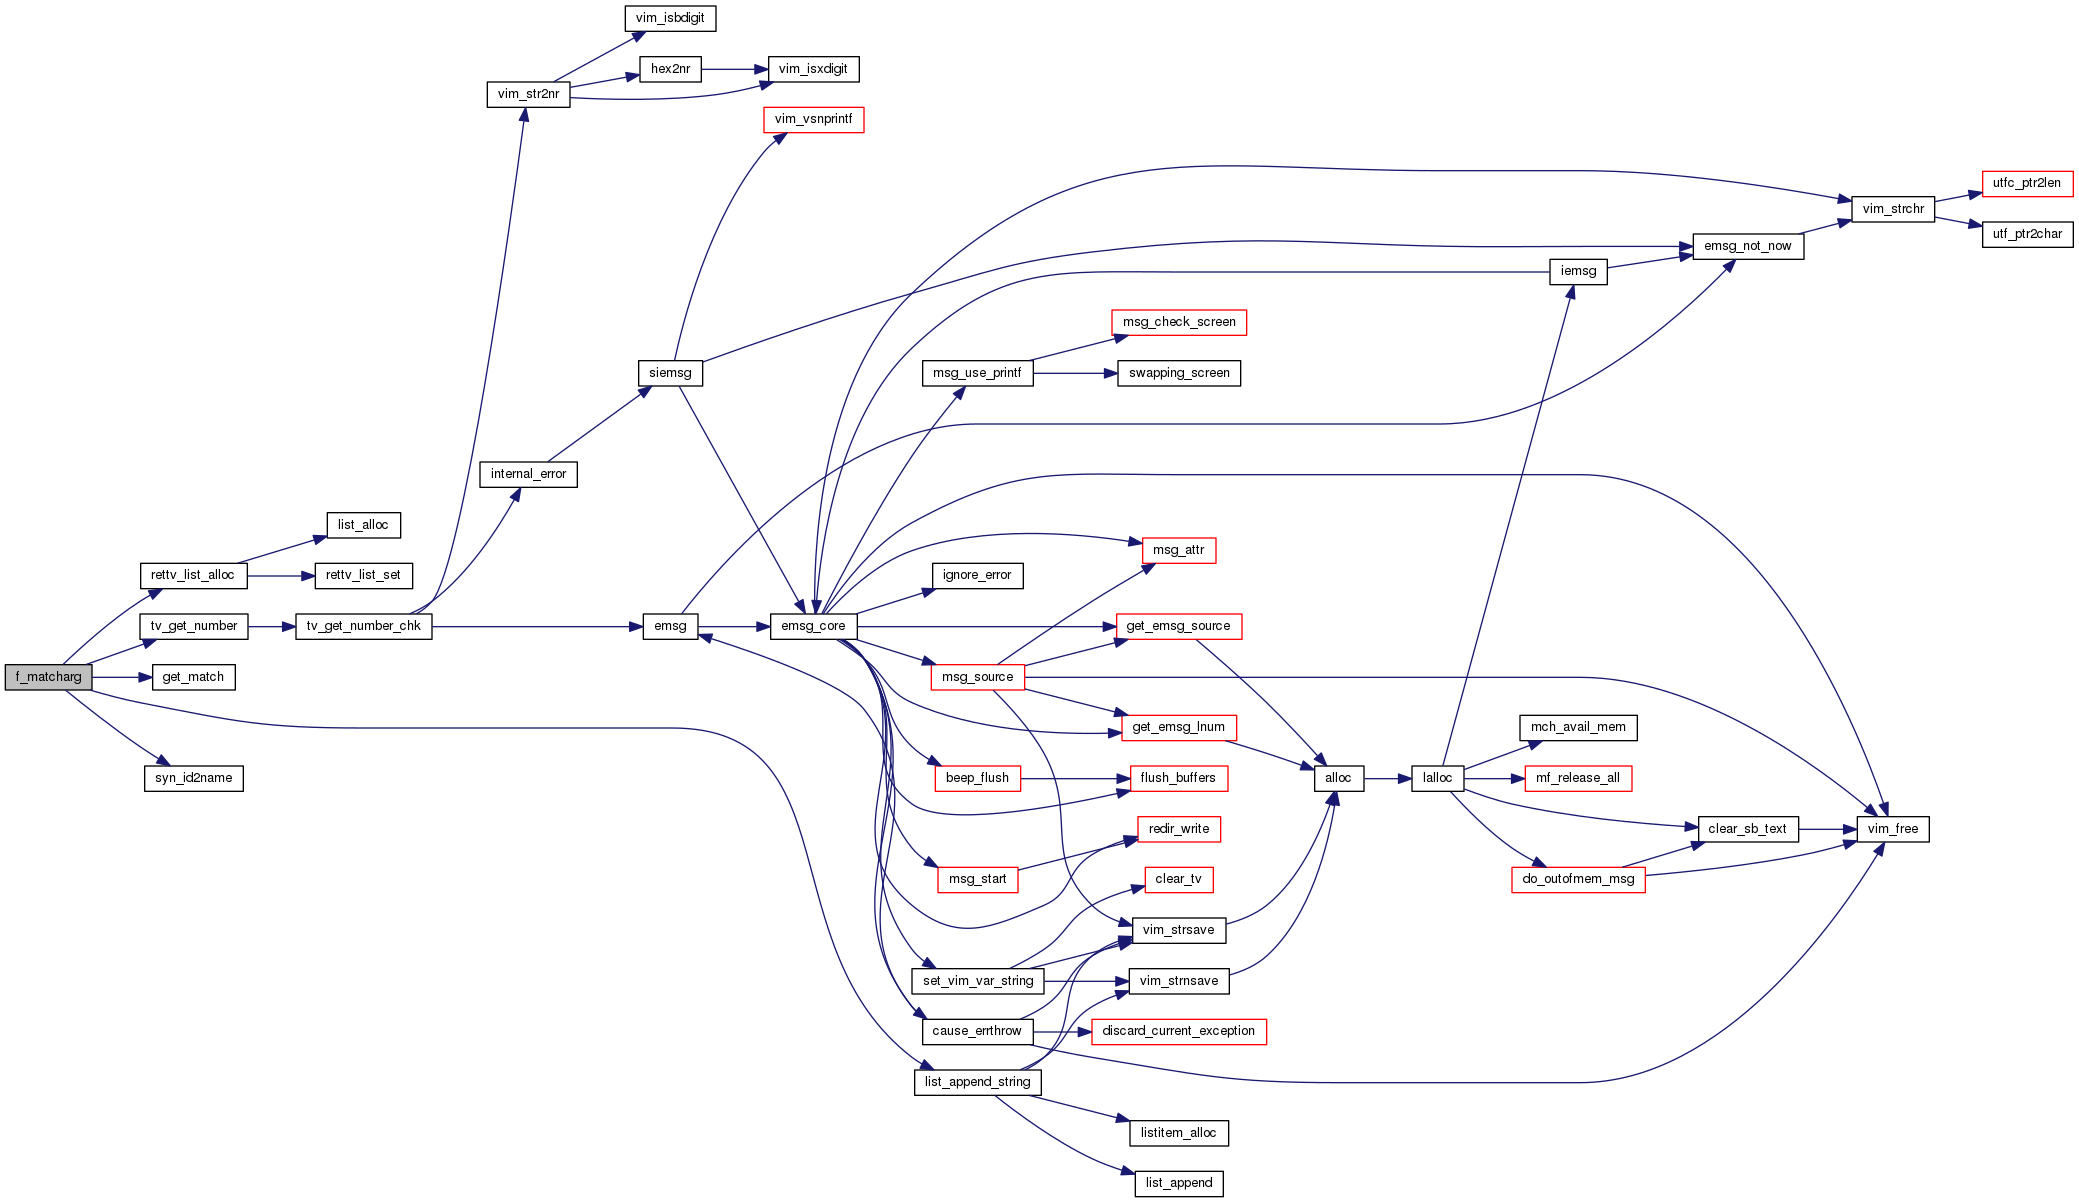 vim_isbdigit
hex2nr
vim_isxdigit
vim_str2nr
vim_vsnprintf
utfc_ptr2len
vim_strchr
utf_ptr2char
emsg_not_now
iemsg
msg_check_screen
siemsg
msg_use_printf
swapping_screen
internal_error
list_alloc
msg_attr
rettv_list_alloc
rettv_list_set
ignore_error
tv_get_number
tv_get_number_chk
emsg
emsg_core
get_emsg_source
f_matcharg
get_match
msg_source
get_emsg_lnum
mch_avail_mem
syn_id2name
beep_flush
flush_buffers
alloc
lalloc
mf_release_all
redir_write
clear_sb_text
vim_free
msg_start
clear_tv
do_outofmem_msg
vim_strsave
set_vim_var_string
vim_strnsave
cause_errthrow
discard_current_exception
list_append_string
listitem_alloc
list_append